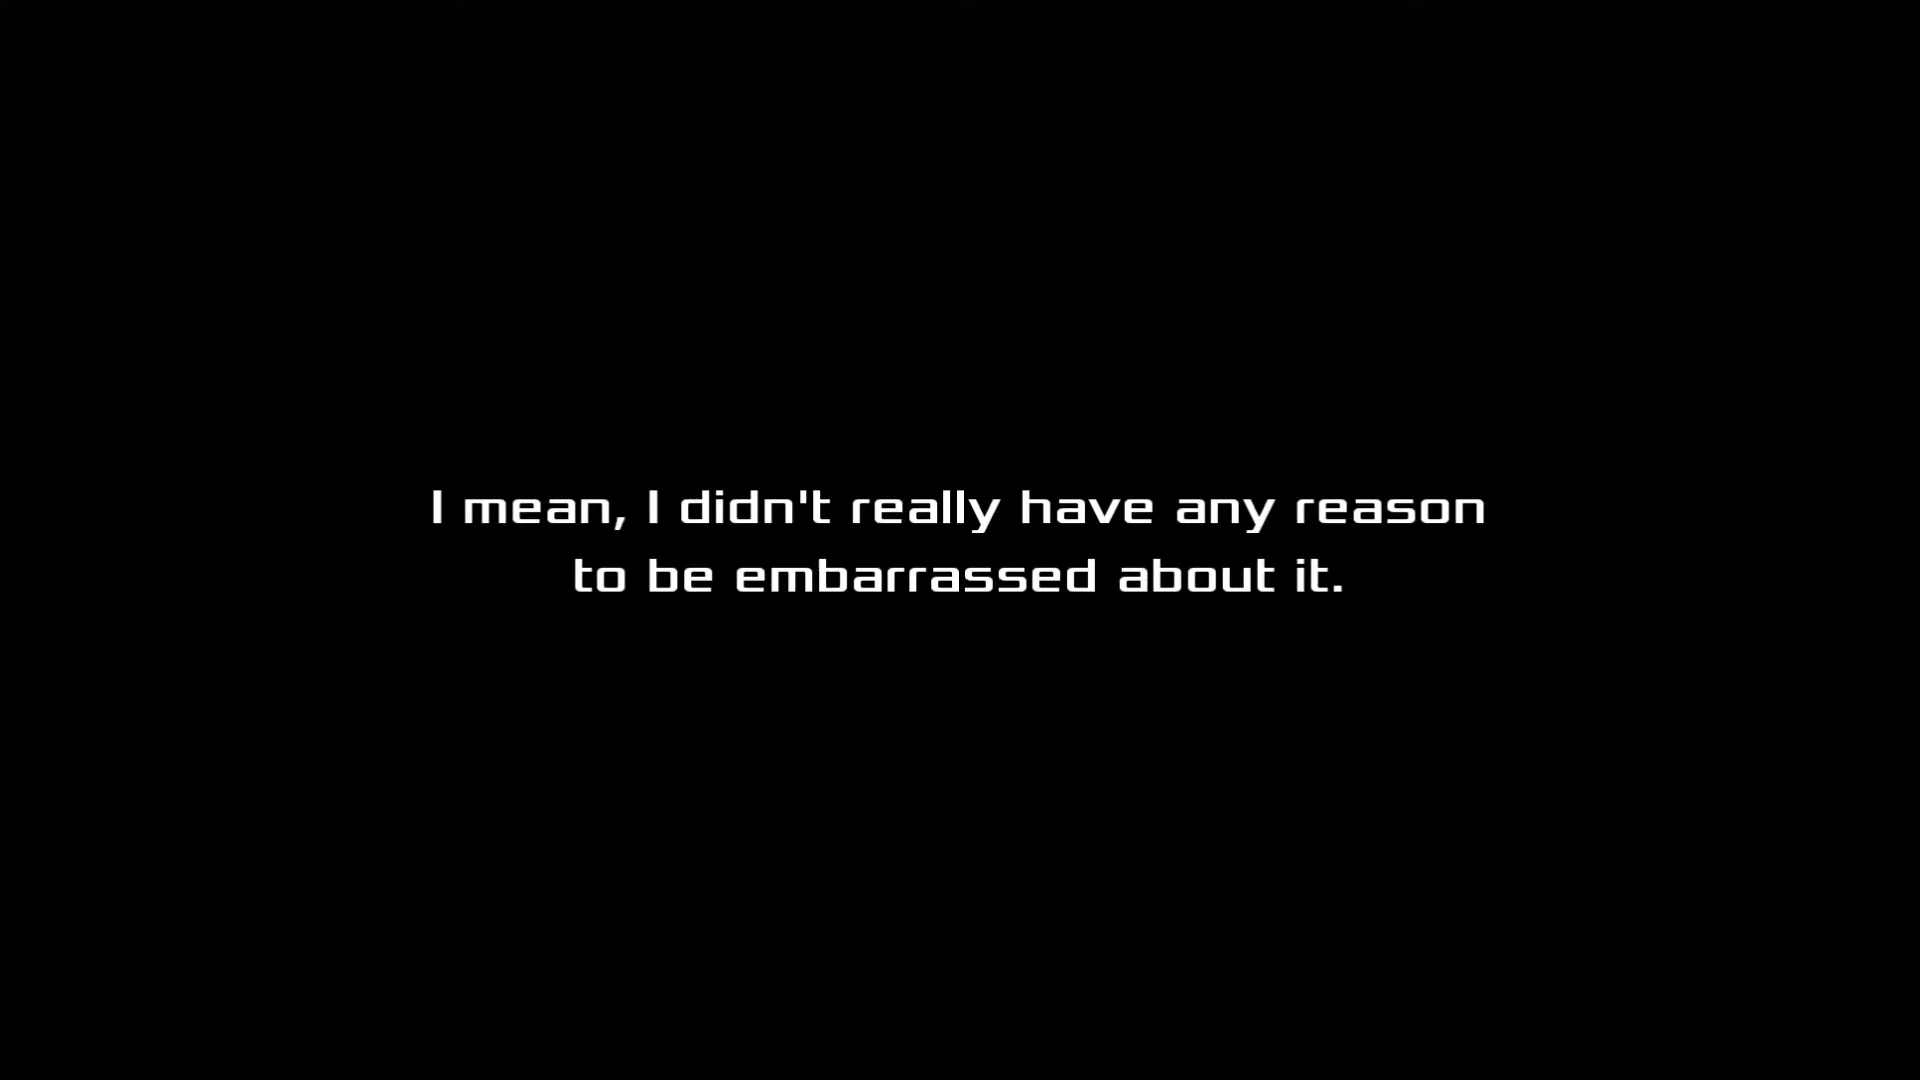 I mean, I didn't really have any reason
to be embarrassed about it.